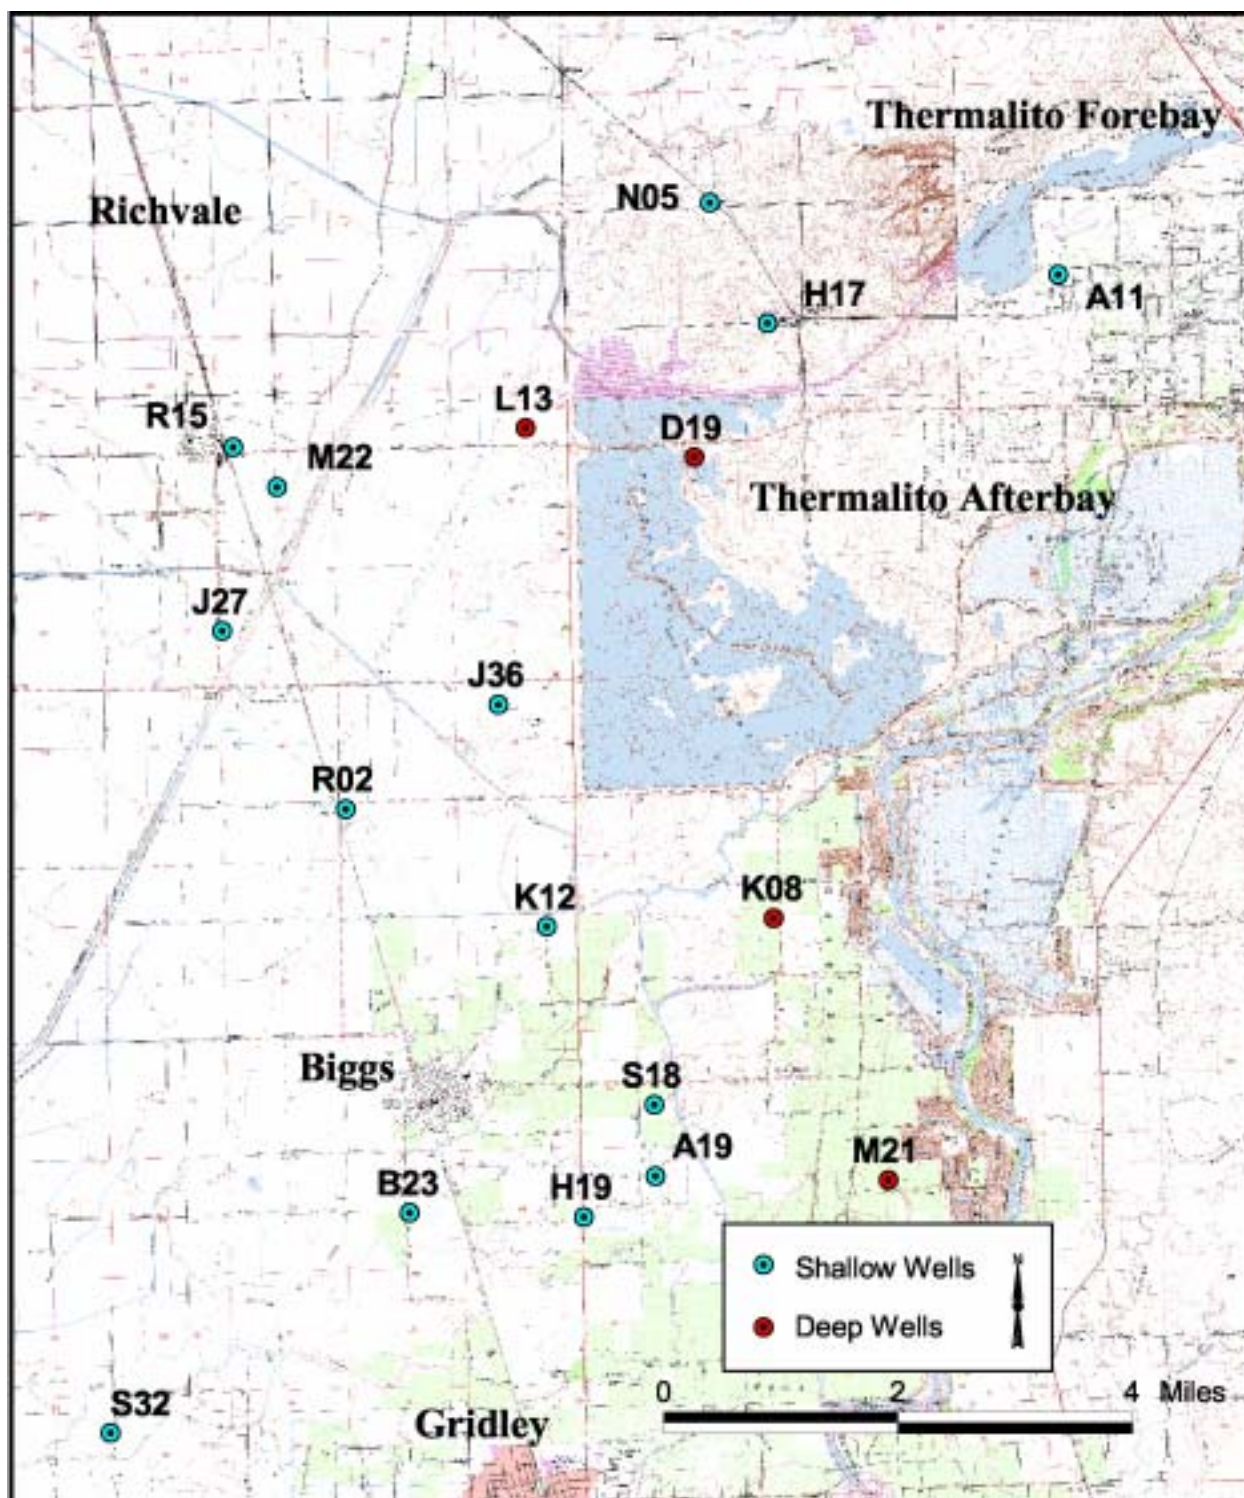 Thermalito Forebay
N05
Richvale
H17
A11
L13
R15
D19
M22
Thermalito Afterbay
J27
J36
R02
K08
K12
Biggs
S18
A19
M21
B23
H19
Shallow Wells
N
Deep Wells
0 2 4 Miles
S32
Gridley